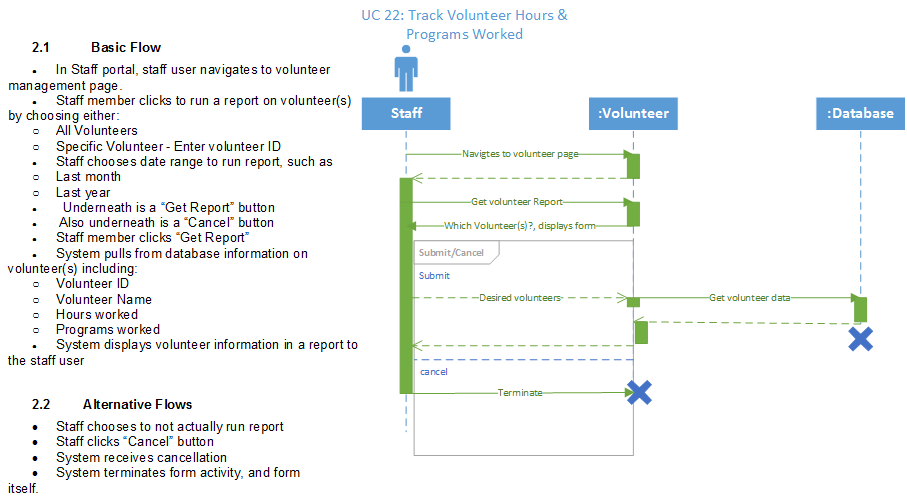 UC 22: Track Volunteer Hours &
Programs Worked
2.1 Basic Flow
• In Staff portal, staff user navigates to volunteer
management page.
• Staff member clicks to run a report on volunteer(s)
by choosing either:
o All Volunteers
o Specific Volunteer - Enter volunteer ID
• Staff chooses date range to run report, such as
o Last month
o Last year
• Underneath is a “Get Report” button
• Also underneath is a “Cancel” button
• Staff member clicks “Get Report”
• System pulls from database information on
volunteer(s) including:
o Volunteer ID
o Volunteer Name
o Hours worked
o Programs worked
• System displays volunteer information in a report to
the staff user
2.2 Alternative Flows
• Staff chooses to not actually run report
• Staff clicks “Cancel” button
• System receives cancellation
• System terminates form activity, and form
itself.
Staff
:Volunteer
:Database
Navigtes to volunteer page
Get volunteer Report
Which Volunteer(s)?, displays form
Submit/Cancel
Submit
Desired volunteers
Get volunteer data
cancel
Terminate